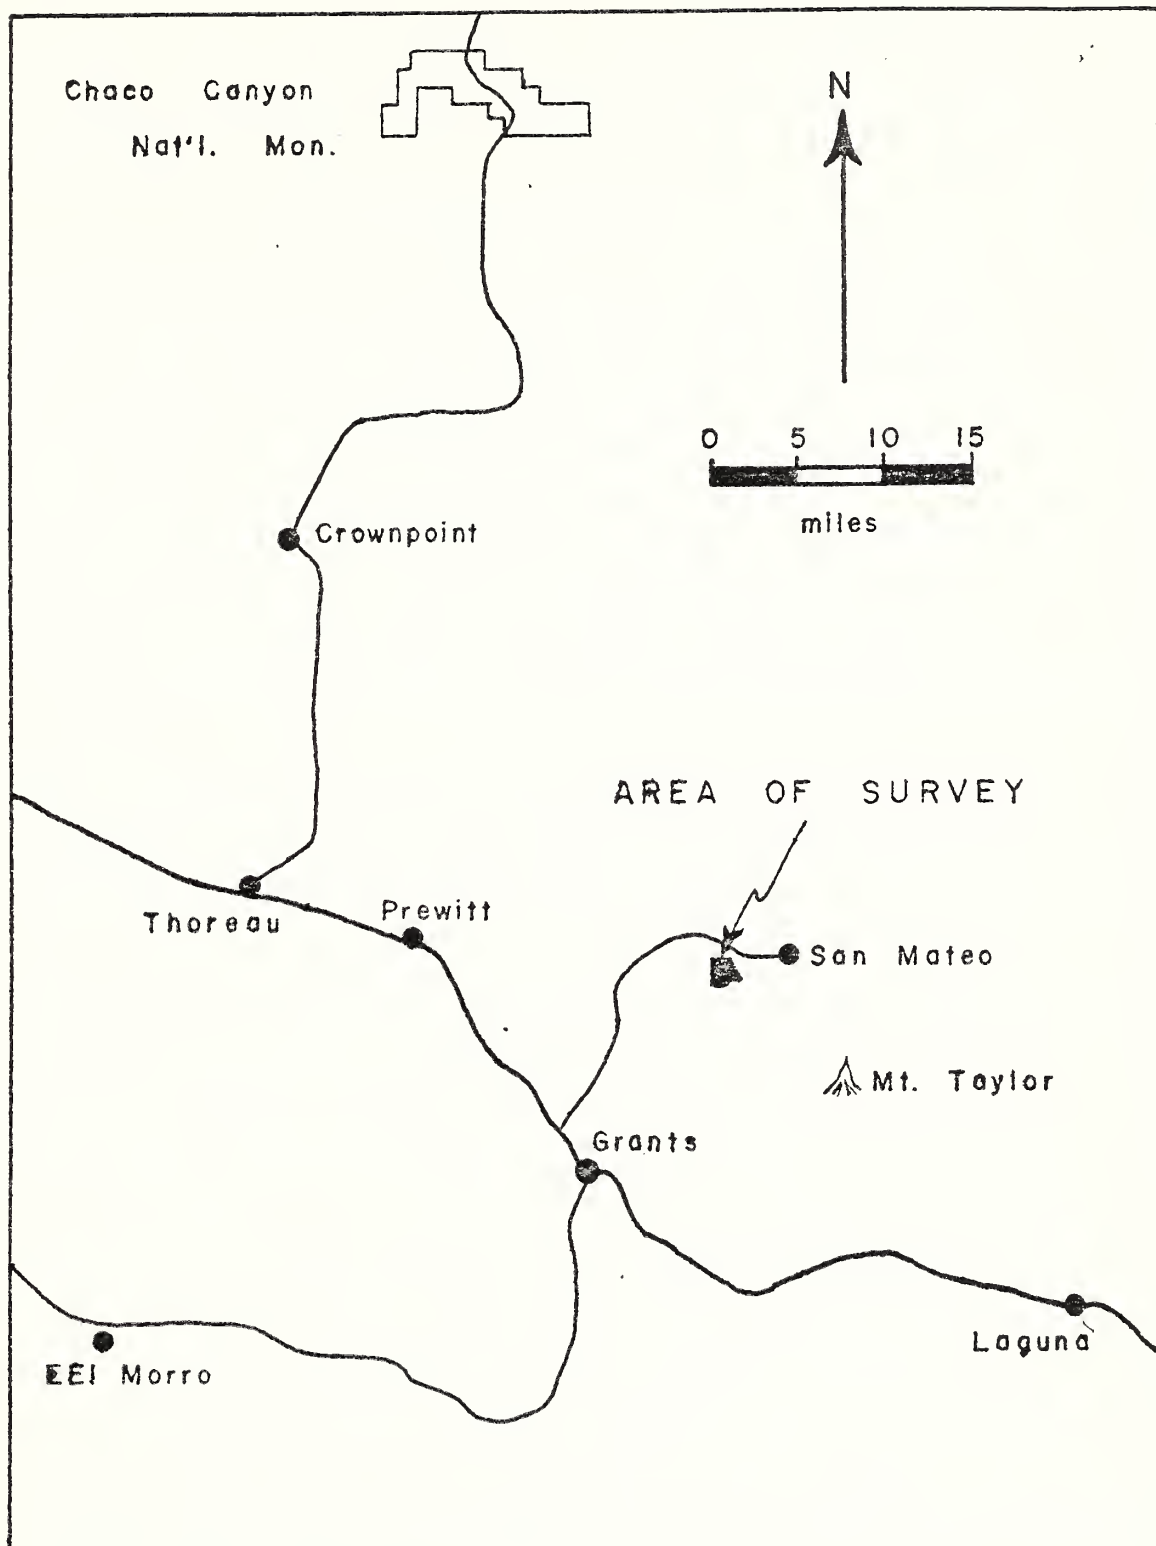 Chaco Canyon
Nat'l. Mon.
N
0 5 10 15
miles
Crownpoint
AREA OF SURVEY
Thoreau
Prewitt
San Mateo
Mt. Taylor
Grants
Laguna
EEl Morro